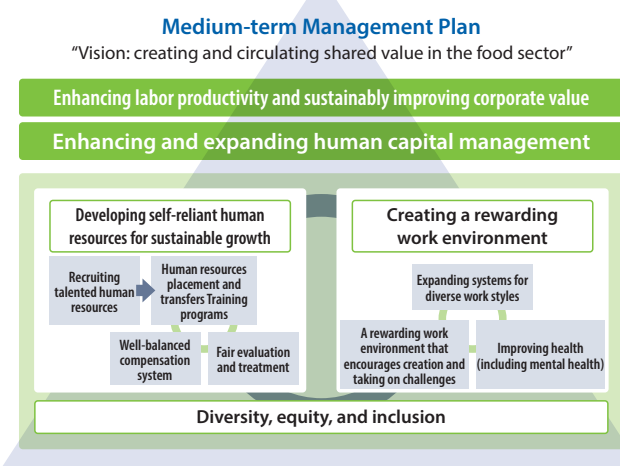 Medium-term Management Plan
“Vision: creating and circulating shared value in the food sector”
Enhancing labor productivity and sustainably improving corporate value
Enhancing and expanding human capital management
Developing self-reliant human
resources for sustainable growth
Recruiting
talented human
resources
Human resources
placement and
transfers Training
programs
Well-balanced
compensation
system
Fair evaluation
and treatment
Creating a rewarding
work environment
Expanding systems for
diverse work styles
A rewarding work
environment that
encourages creation and
taking on challenges
Improving health
(including mental health)
Diversity, equity, and inclusion